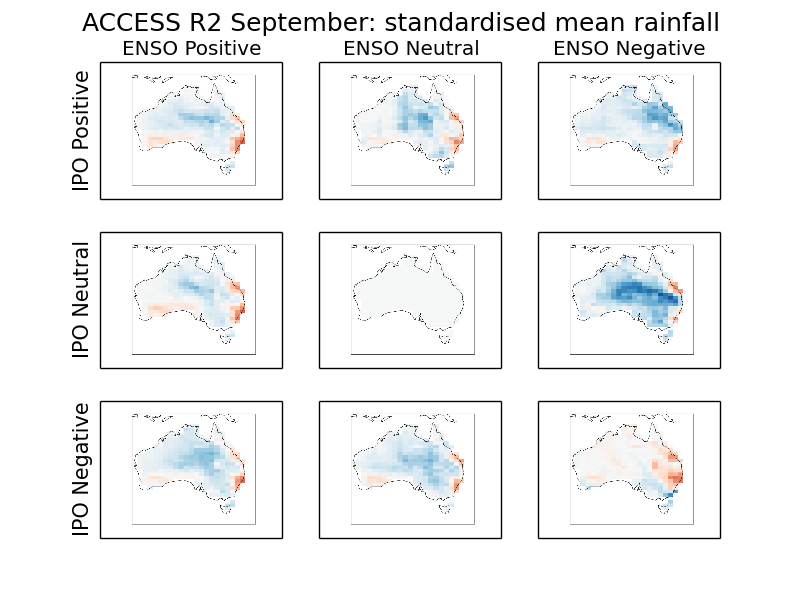 ACCESS R2 September: standardised mean rainfall
ENSO Positive
ENSO Neutral
ENSO Negative
IPO Positive
IPO Neutral
IPO Negative